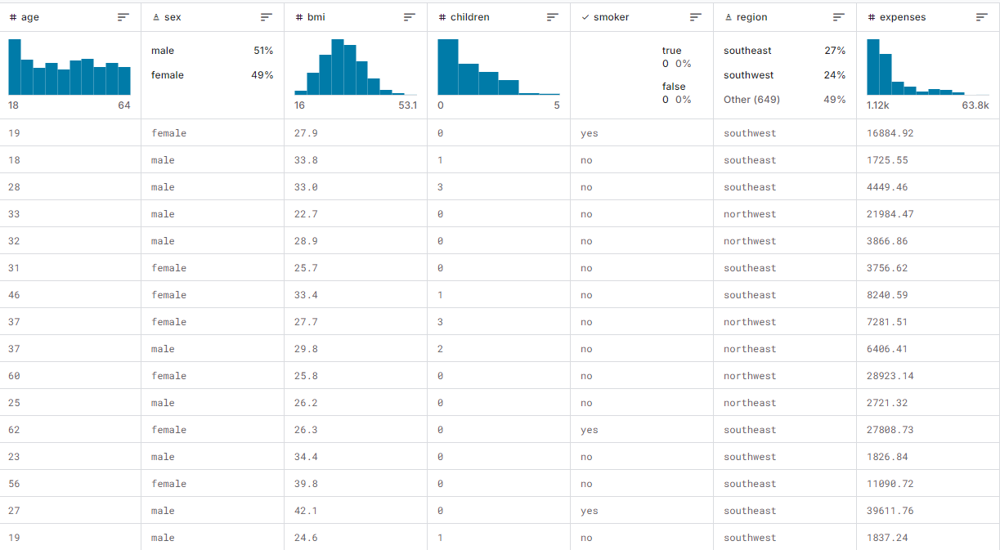 # age sex # bmi # children smoker region # expenses
male 51% true southeast 27%
0 0%
female 49% southwest 24%
false
0 0% Other (649) 49%
18 64 16 53.1 0 5 1.12k 63.8k
19 female 27.9 0 yes southwest 16884.92
18 male 33.8 1 no southeast 1725.55
28 male 33.0 3 no southeast 4449.46
33 male 22.7 0 no northwest 21984.47
32 male 28.9 0 no northwest 3866.86
31 female 25.7 0 no southeast 3756.62
46 female 33.4 1 no southeast 8240.59
37 female 27.7 3 no northwest 7281.51
37 male 29.8 2 no northeast 6406.41
60 female 25.8 0 no northwest 28923.14
25 male 26.2 0 no northeast 2721.32
62 female 26.3 0 yes southeast 27808.73
23 male 34.4 0 no southwest 1826.84
56 female 39.8 0 no southeast 11090.72
27 male 42.1 0 yes southeast 39611.76
19 male 24.6 1 no southwest 1837.24